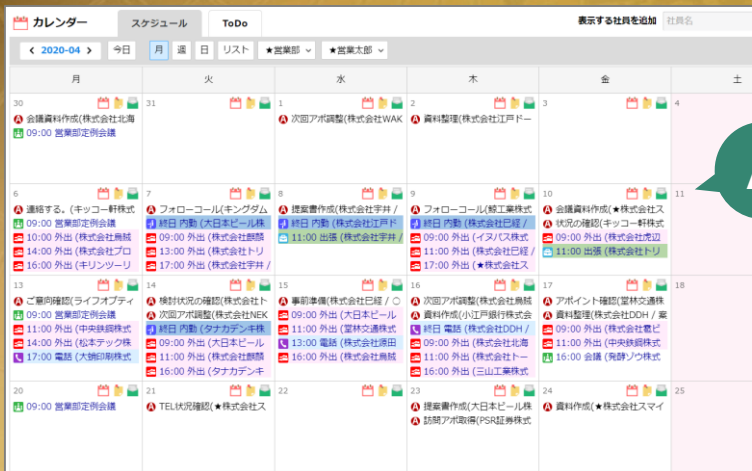 カレンダー
スケジュール
ToDo
表示する社員を追加 社員名
< 2020-04 > 今日 月 週 日 リスト ★営業部 ★営業太郎
月 火 水 木 金 土
30
会議資料作成(株式会社北海
09:00 営業部定例会議
31
1
次回アポ調整(株式会社WAK
2
資料整理(株式会社江戸ドー
3
4
6
連絡する。(キッコー軒株式
09:00 営業部定例会議
10:00 外出 (株式会社鳥賊
14:00 外出 (株式会社プロ
16:00 外出 (キリンツーリ
7
フォローコール(キングダム
終日 内勤 (大日本ビール株
09:00 外出 (株式会社麒麟
13:00 外出 (株式会社トリ
17:00 外出 (株式会社宇井 /
8
提案書作成(株式会社宇井 /
終日 内勤 (株式会社江戸ド
11:00 出張 (株式会社宇井 /
9
フォローコール(鯨工業株式
終日 内勤 (株式会社巳経 /
09:00 外出 (イヌバス株式
11:00 外出 (株式会社巳経 /
17:00 外出 (★株式会社ス
10
会議資料作成(★株式会社ス
状況の確認(キッコー軒株式
09:00 外出 (株式会社虎辺
11:00 出張 (株式会社トリ
11
13
ご意向確認(ライフオプティ
09:00 営業部定例会議
11:00 外出 (中央鉄鋼株式
14:00 外出 (松本テック株
17:00 電話 (大蛸印刷株式
14
検討状況の確認(株式会社ト
次回アポ調整(株式会社NEK
終日 内勤 (タナカデンキ株
09:00 外出 (大日本ビール
11:00 外出 (株式会社麒麟
16:00 外出 (タナカデンキ
15
事前準備(株式会社巳経 / ○
09:00 外出 (大日本ビール
11:00 外出 (堂林交通株式
13:00 電話 (株式会社源田
16:00 外出 (株式会社鳥賊
16
次回アポ調整(株式会社鳥賊
資料作成(小江戸銀行株式会
終日 電話 (株式会社DDH /
09:00 外出 (株式会社北海
11:00 外出 (株式会社トー
16:00 外出 (三山工業株式
17
アポイント確認(堂林交通株
資料整理(株式会社DDH / 案
09:00 外出 (株式会社葛ビ
11:00 外出 (中央鉄鋼株式
16:00 会議 (発酵ゾウ株式
18
20
09:00 営業部定例会議
21
TEL状況確認(★株式会社ス
22
23
提案書作成(大日本ビール株
訪問アポ取得(PSR証券株式
24
資料作成(★株式会社スマイ
25